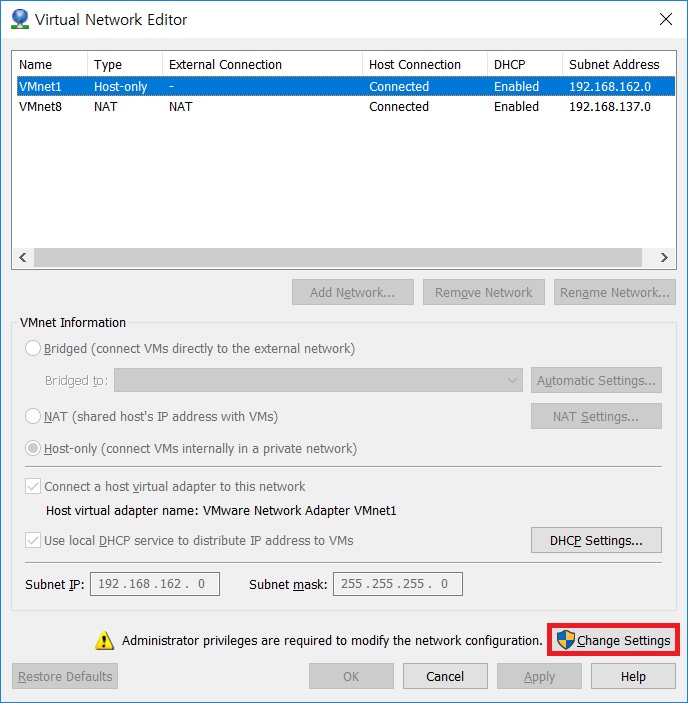 Virtual Network Editor
Name Type External Connection Host Connection DHCP Subnet Address
VMnet1 Host-only - Connected Enabled 192.168.162.0
VMnet8 NAT NAT Connected Enabled 192.168.137.0
Add Network... Remove Network Rename Network...
VMnet Information
Bridged (connect VMs directly to the external network)
Bridged to: Automatic Settings...
NAT (shared host's IP address with VMs) NAT Settings...
Host-only (connect VMs internally in a private network)
Connect a host virtual adapter to this network
Host virtual adapter name: VMware Network Adapter VMnet1
Use local DHCP service to distribute IP address to VMs DHCP Settings...
Subnet IP: 192 . 168 . 162 . 0 Subnet mask: 255 . 255 . 255 . 0
Administrator privileges are required to modify the network configuration. Change Settings
Restore Defaults OK Cancel Apply Help